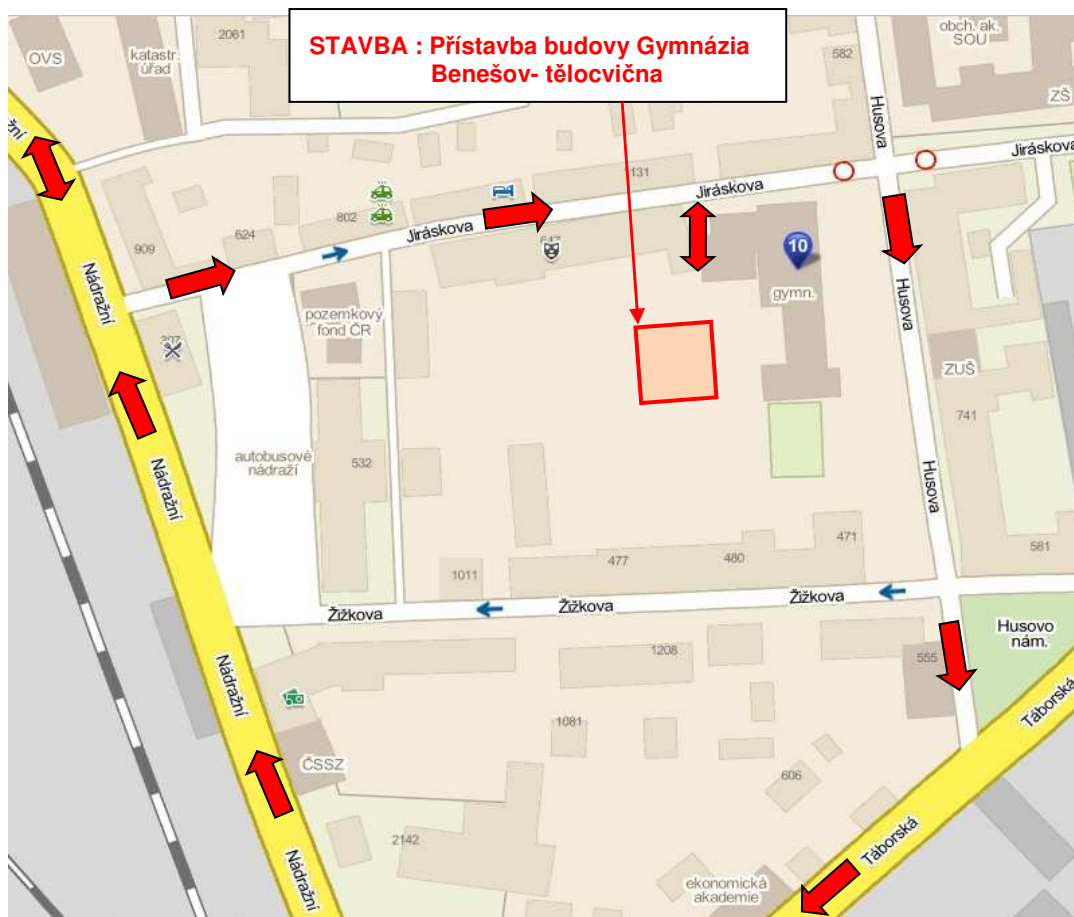 STAVBA : Přístavba budovy Gymnázia
Benešov- tělocvična
2061
OVS
katastr.
úřad
582
obch. ak.
SOU
ZŠ
Husova
Jiráskova
Jiráskova
131
Jiráskova
802
624
909
10
gymn.
pozemkový
fond ČR
Husova
ZUŠ
741
Nádražní
autobusové
nádraží
532
Nádražní
Husova
471
480
477
1011
581
Žižkova
Žižkova
Žižkova
Husovo
nám.
1208
555
Nádražní
Táborská
1081
ČSSZ
606
2142
Nádražní
Táborská
ekonomická
akademie